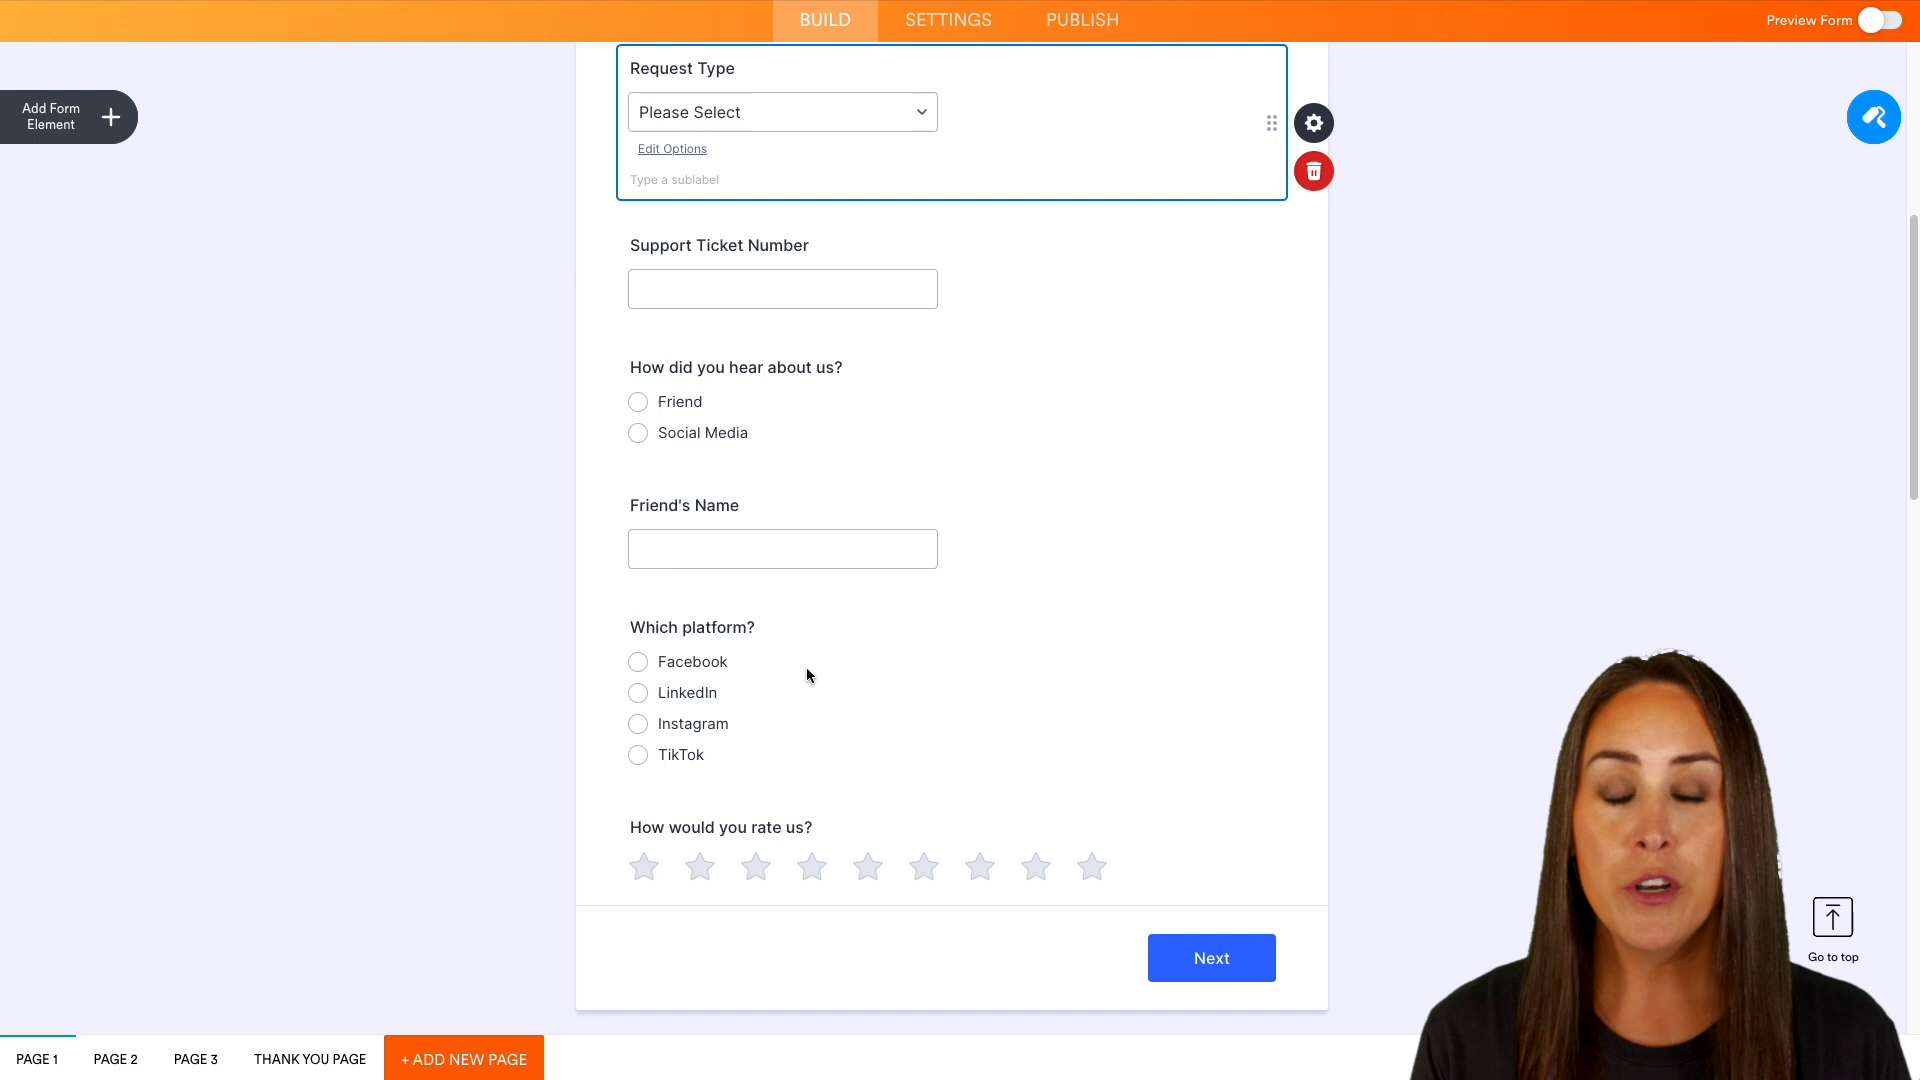 BUILD SETTINGS PUBLISH Preview Form
Request Type
Add Form
Element
Please Select
Edit Options
Type a sublabel
Support Ticket Number
How did you hear about us?
Friend
Social Media
Friend's Name
Which platform?
Facebook
LinkedIn
Instagram
TikTok
How would you rate us?
Next
Go to top
PAGE 1 PAGE 2 PAGE 3 THANK YOU PAGE + ADD NEW PAGE